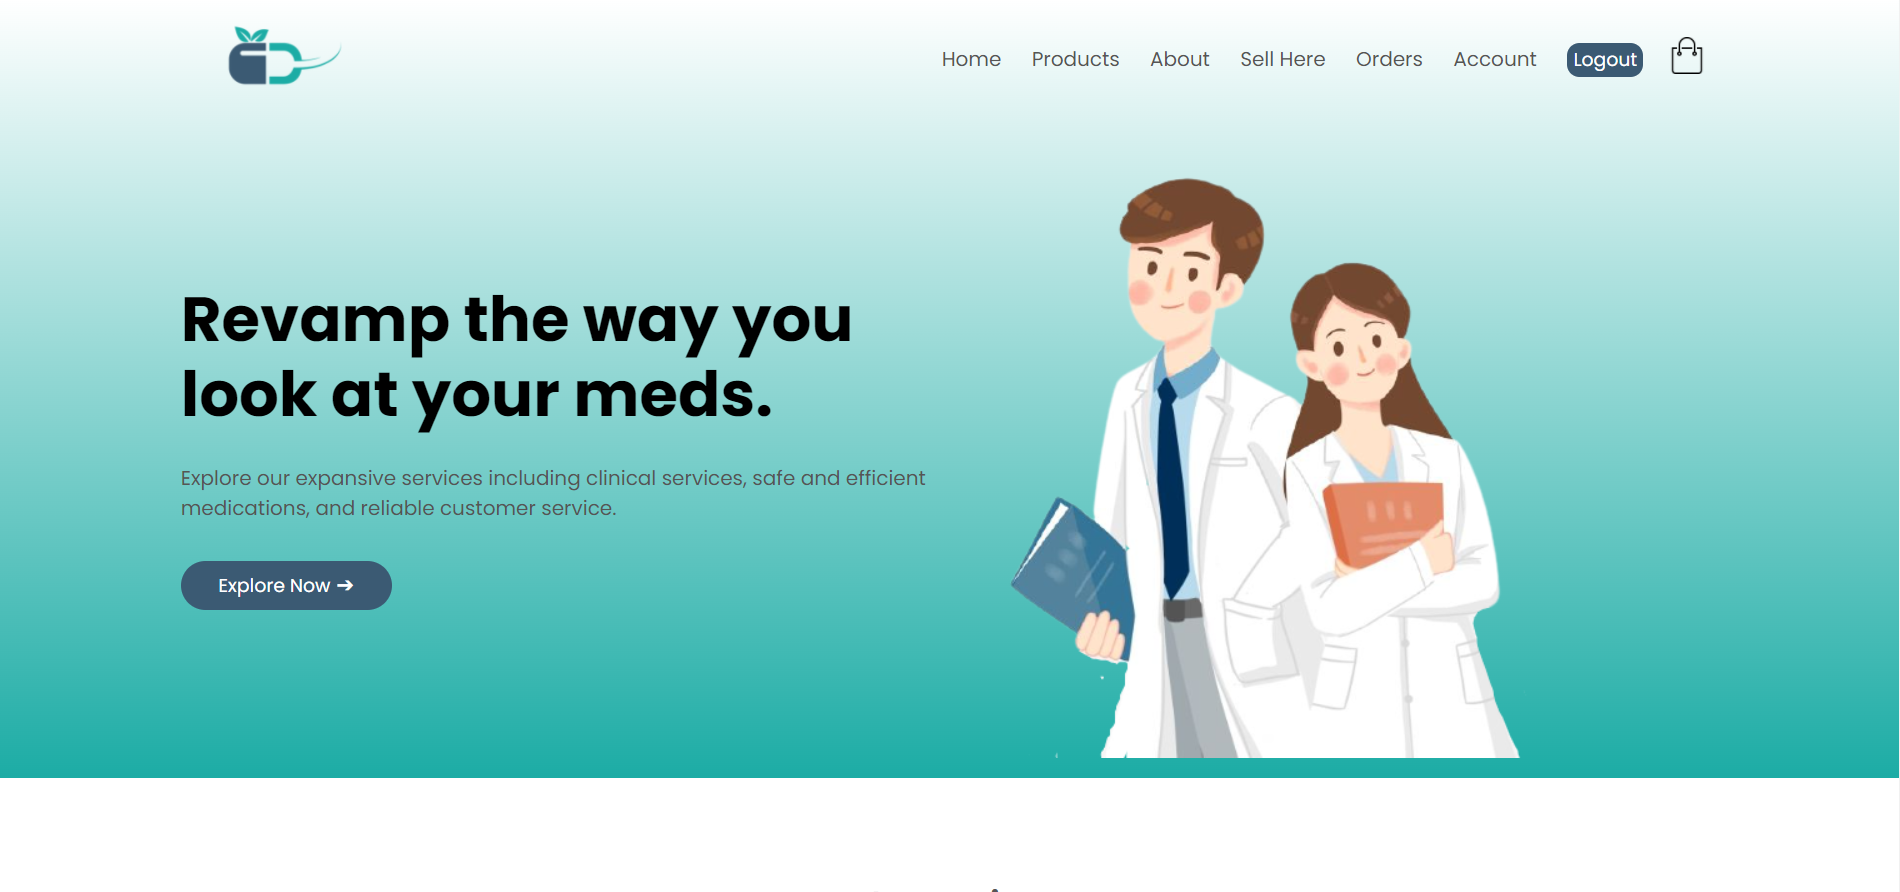 Home Products About Sell Here Orders Account Logout
Revamp the way you
look at your meds.
Explore our expansive services including clinical services, safe and efficient
medications, and reliable customer service.
Explore Now ➔